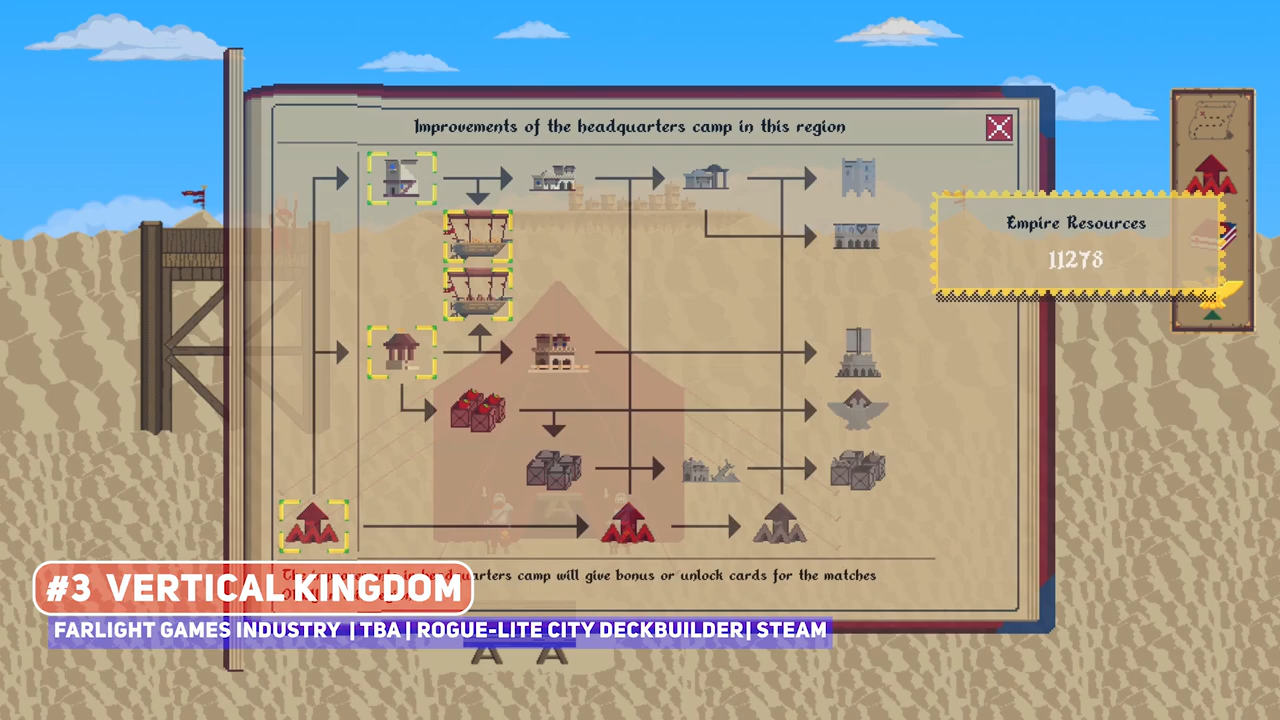 Improvements of the headquarters camp in this region
Empire Resources
11278
quarters camp will give bonus or unlock cards for the matches
#3 VERTICAL KINGDOM
FARLIGHT GAMES INDUSTRY | TBA | ROGUE-LITE CITY DECKBUILDER| STEAM